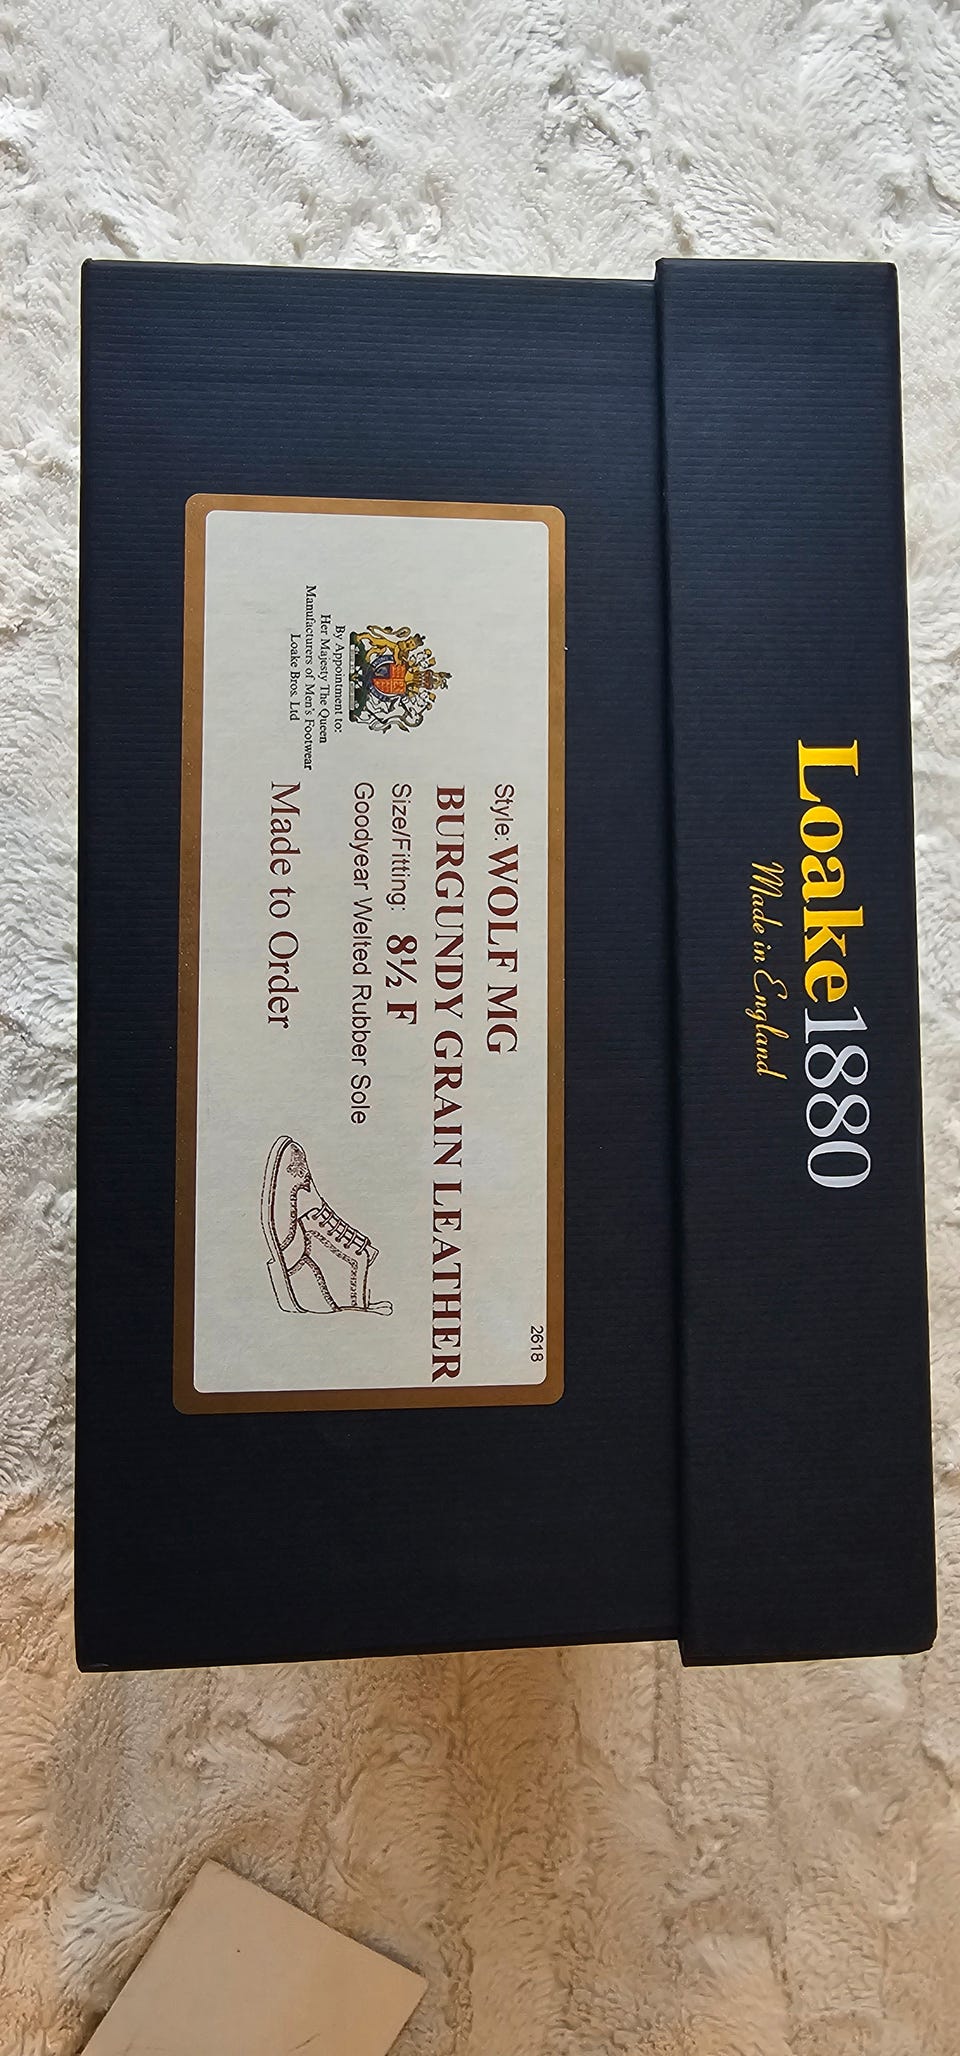 Loake1880
Made in England
2618
Style: WOLF MG
BURGUNDY GRAIN LEATHER
Size/Fitting: 8½ F
Goodyear Welted Rubber Sole
Made to Order
By Appointment to:
Her Majesty The Queen
Manufacturers of Men's Footwear
Loake Bros. Ltd